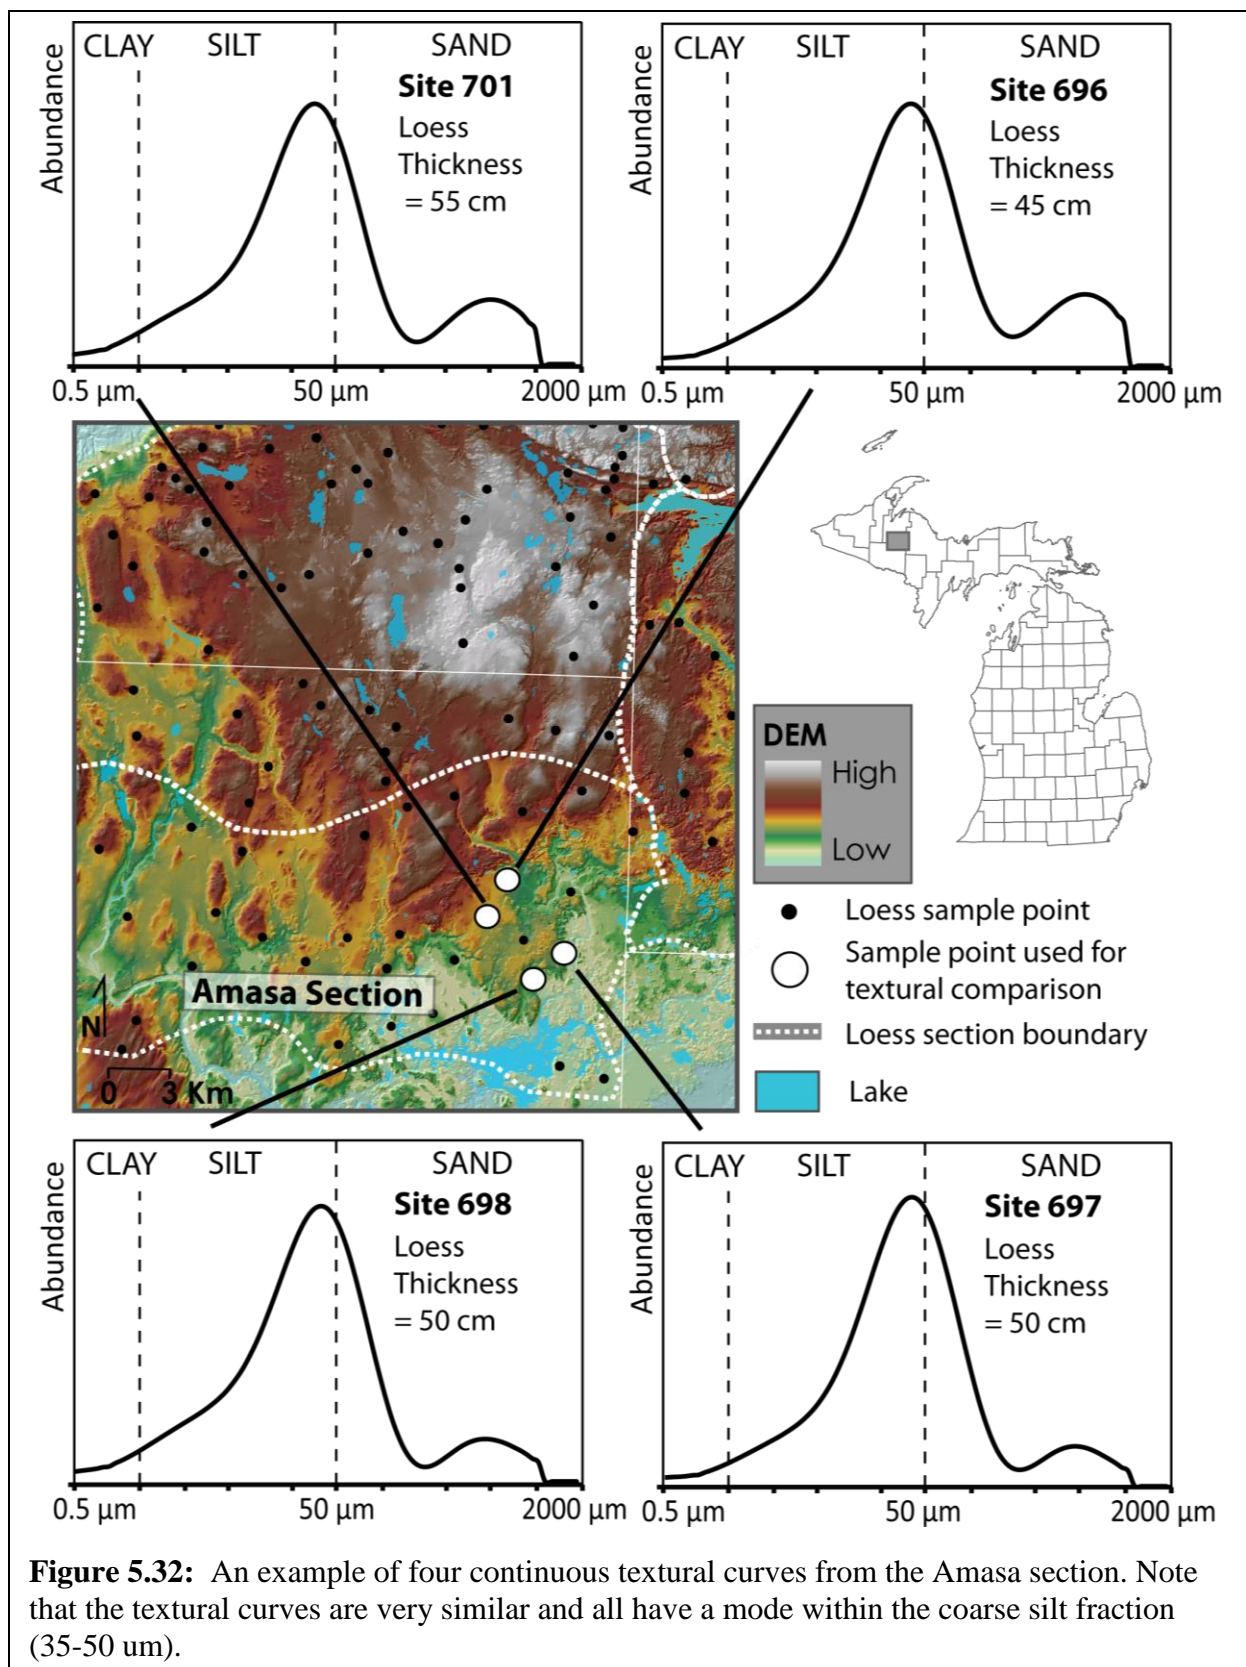 CLAY SILT SAND
Site 701
Loess
Thickness
= 55 cm
Abundance
0.5 µm 50 µm 2000 µm
CLAY SILT SAND
Site 696
Loess
Thickness
= 45 cm
Abundance
0.5 µm 50 µm 2000 µm
Amasa Section
N
0 3 Km
DEM
High
Low
Loess sample point
Sample point used for
textural comparison
Loess section boundary
Lake
CLAY SILT SAND
Site 698
Loess
Thickness
= 50 cm
Abundance
0.5 µm 50 µm 2000 µm
CLAY SILT SAND
Site 697
Loess
Thickness
= 50 cm
Abundance
0.5 µm 50 µm 2000 µm
Figure 5.32: An example of four continuous textural curves from the Amasa section. Note
that the textural curves are very similar and all have a mode within the coarse silt fraction
(35-50 um).